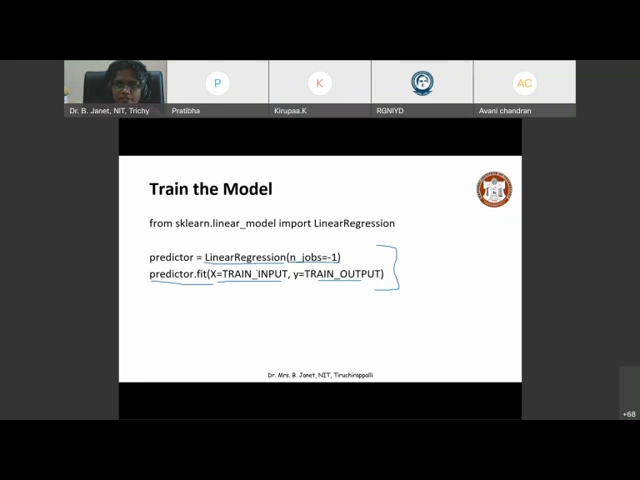 P
K
AC
Dr. B. Janet, NIT, Trichy
Pratibha
Kirupaa.K
RGNIYD
Avani chandran
Train the Model
from sklearn.linear_model import LinearRegression
predictor = LinearRegression(n_jobs=-1)
predictor.fit(X=TRAIN_INPUT, y=TRAIN_OUTPUT)
Dr. Mrs. B. Janet, NIT, Tiruchirappalli
+68